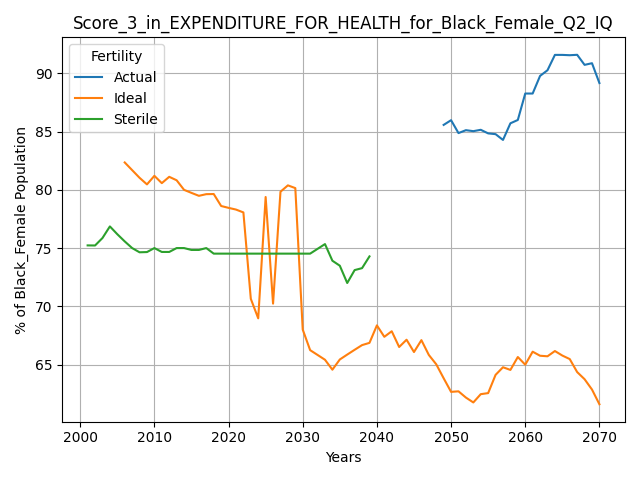 Score_3_in_EXPENDITURE_FOR_HEALTH_for_Black_Female_Q2_IQ
Fertility
Actual
Ideal
Sterile
% of Black_Female Population
90
85
80
75
70
65
2000
2010
2020
2030
2040
2050
2060
2070
Years